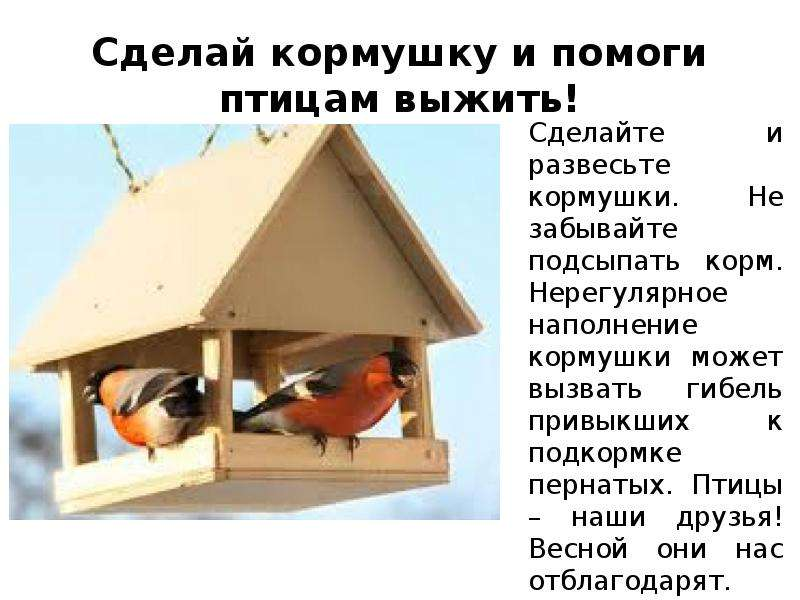 Сделай кормушку и помоги
птицам выжить!
Сделайте и
развесьте
кормушки. Не
забывайте
подсыпать корм.
Нерегулярное
наполнение
кормушки может
вызвать гибель
привыкших к
подкормке
пернатых. Птицы
– наши друзья!
Весной они нас
отблагодарят.